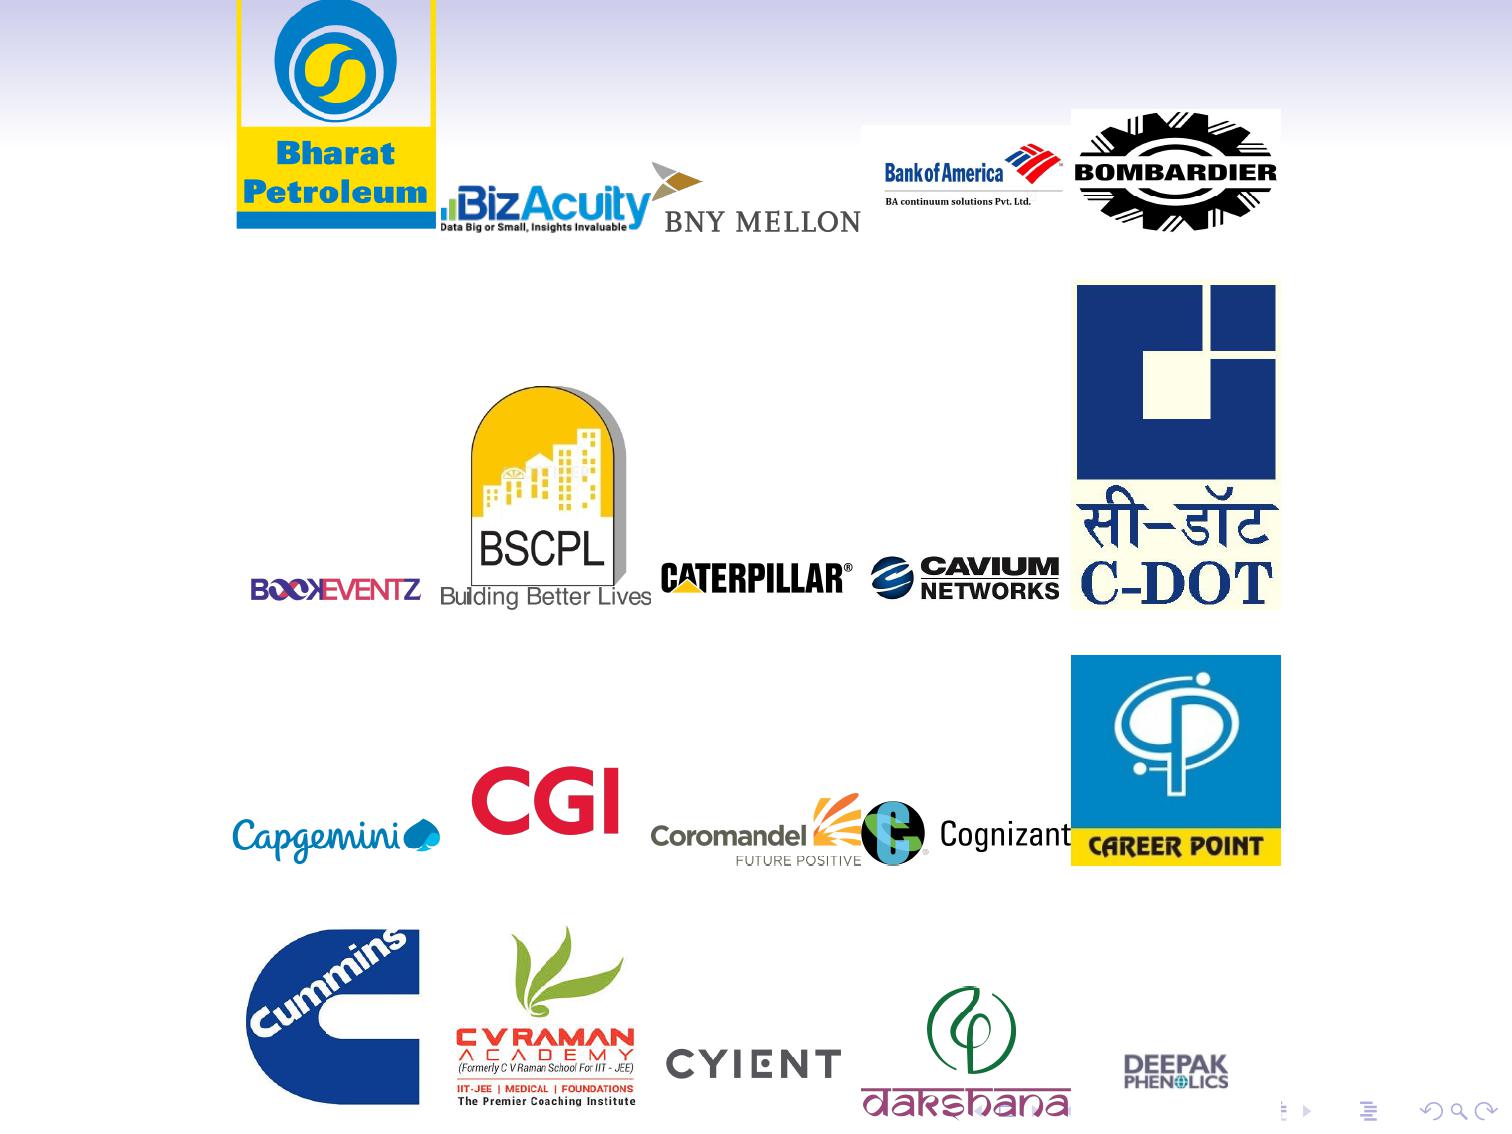 Bharat
Petroleum
BizAcuity
Data Big or Small, Insights Invaluable
BNY MELLON
Bank of America
BA continuum solutions Pvt. Ltd.
BOMBARDIER
BOOKEVENTZ
BSCPL
Building Better Lives
CATERPILLAR®
CAVIUM
NETWORKS
सी-डॉट
C-DOT
Capgemini
CGI
Coromandel
FUTURE POSITIVE
Cognizant
CAREER POINT
Cummins
C V RAMAN
ACADEMY
(Formerly C V Raman School For IIT - JEE)
IIT-JEE | MEDICAL | FOUNDATIONS
The Premier Coaching Institute
CYIENT
dakshana
DEEPAK
PHENOLICS